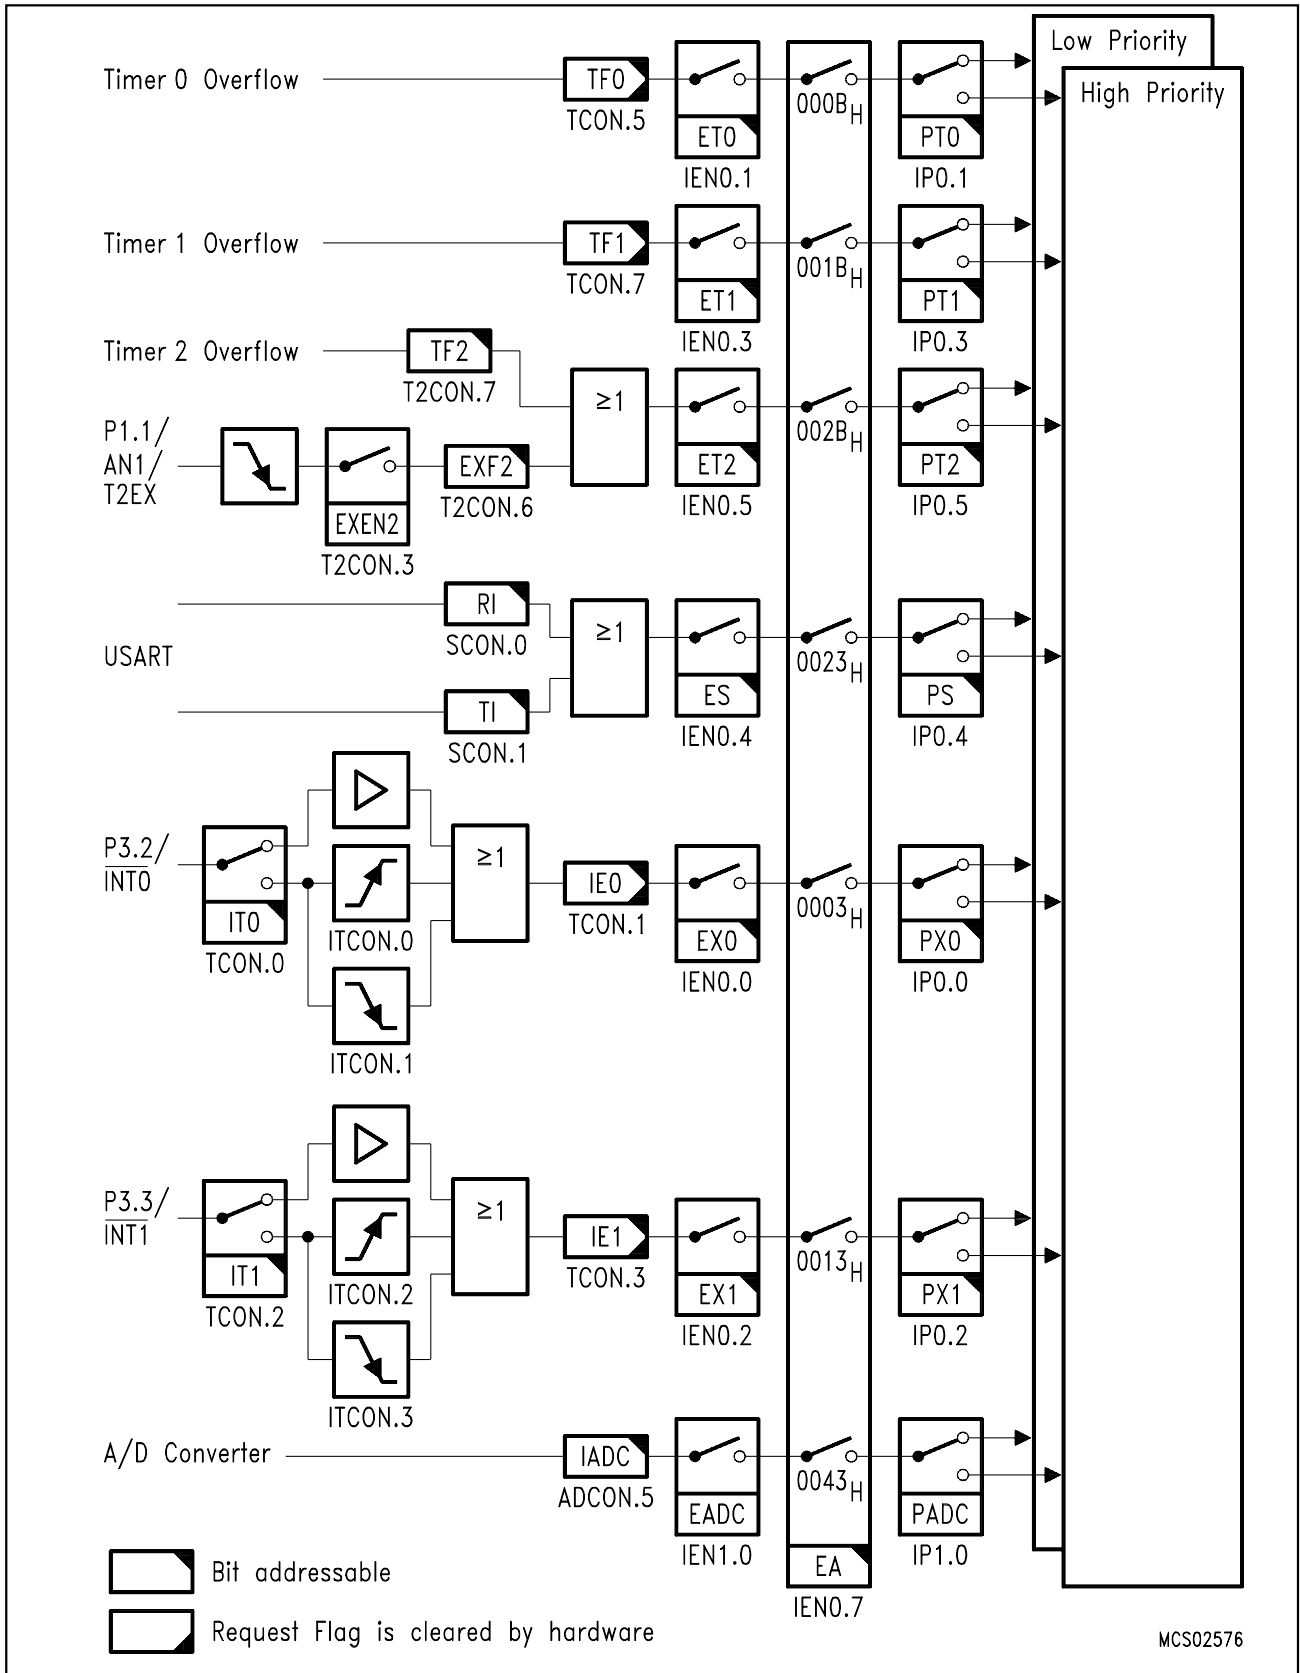 Low Priority
High Priority
Timer 0 Overflow
TF0
TCON.5
ET0
IEN0.1
000BH
PT0
IP0.1
Timer 1 Overflow
TF1
TCON.7
ET1
IEN0.3
001BH
PT1
IP0.3
Timer 2 Overflow
TF2
T2CON.7
P1.1/
AN1/
T2EX
EXEN2
T2CON.3
EXF2
T2CON.6
≥1
ET2
IEN0.5
002BH
PT2
IP0.5
USART
RI
SCON.0
TI
SCON.1
≥1
ES
IEN0.4
0023H
PS
IP0.4
P3.2/
INT0
IT0
TCON.0
ITCON.0
ITCON.1
≥1
IE0
TCON.1
EX0
IEN0.0
0003H
PX0
IP0.0
P3.3/
INT1
IT1
TCON.2
ITCON.2
ITCON.3
≥1
IE1
TCON.3
EX1
IEN0.2
0013H
PX1
IP0.2
A/D Converter
IADC
ADCON.5
EADC
IEN1.0
0043H
PADC
IP1.0
EA
IEN0.7
Bit addressable
Request Flag is cleared by hardware
MCS02576